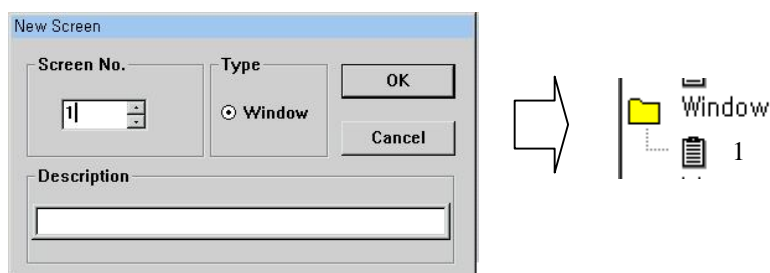 New Screen
Screen No.
Type
OK
1
Window
Cancel
Description
Window
1